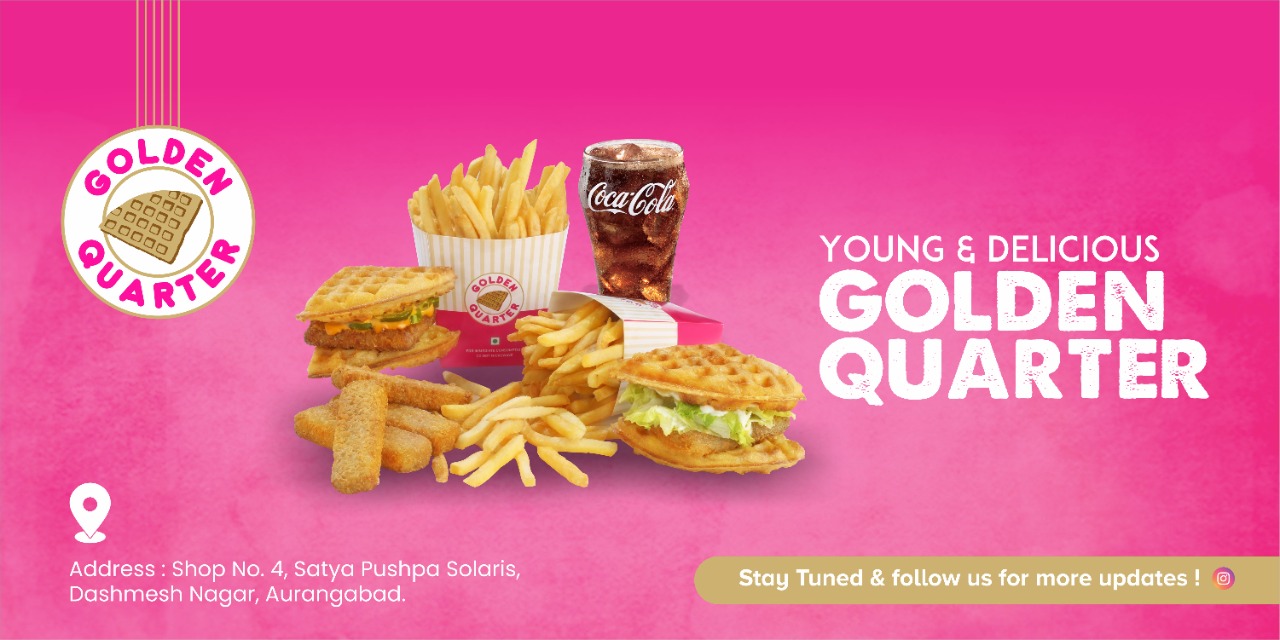 GOLDEN
QUARTER
Coca-Cola
GOLDEN
QUARTER
YOUNG & DELICIOUS
GOLDEN
QUARTER
Address : Shop No. 4, Satya Pushpa Solaris,
Dashmesh Nagar, Aurangabad.
Stay Tuned & follow us for more updates !